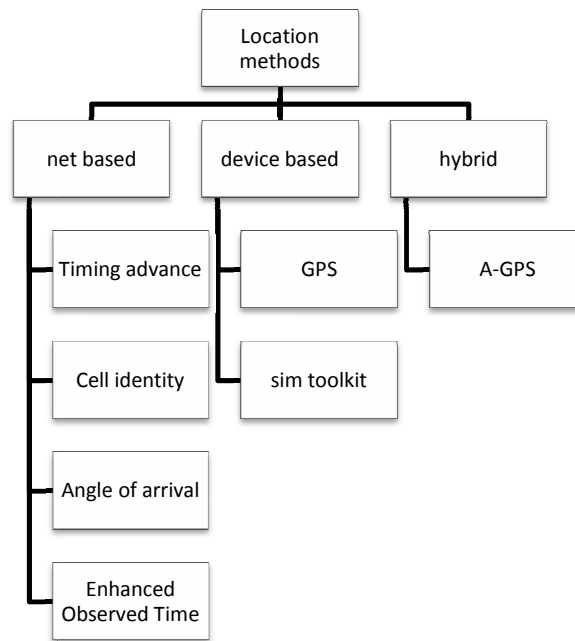 Location
methods
net based
device based
hybrid
Timing advance
GPS
A-GPS
Cell identity
sim toolkit
Angle of arrival
Enhanced
Observed Time